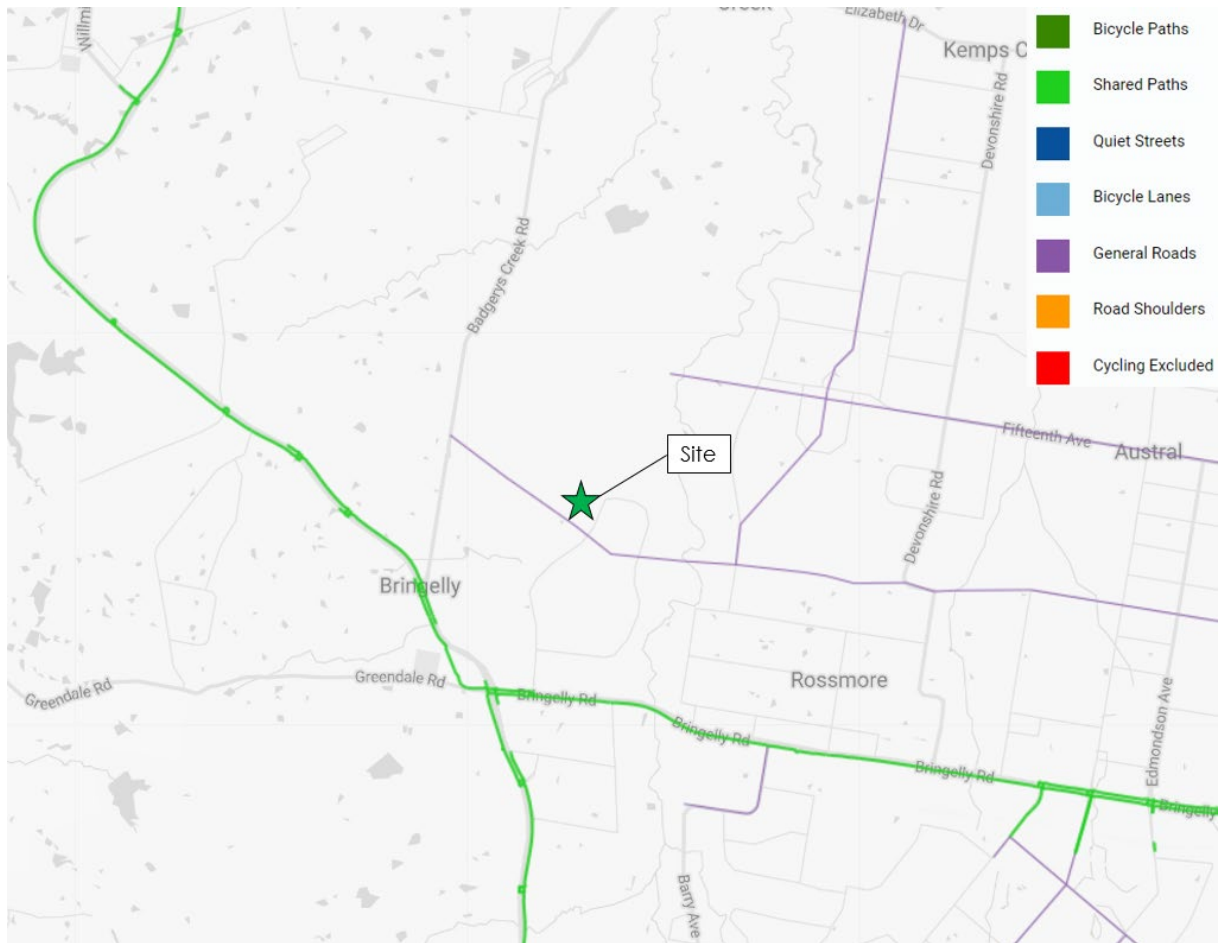 Willmi
Creek
Elizabeth Dr
Kemps C
Devonshire Rd
Bicycle Paths
Shared Paths
Quiet Streets
Bicycle Lanes
General Roads
Road Shoulders
Cycling Excluded
Badgerys Creek Rd
Site
Fifteenth Ave
Austral
Devonshire Rd
Bringelly
Greendale Rd
Greendale Rd
Bringelly Rd
Rossmore
Bringelly Rd
Bringelly Rd
Edmondson Ave
Bringelly
Barry Ave